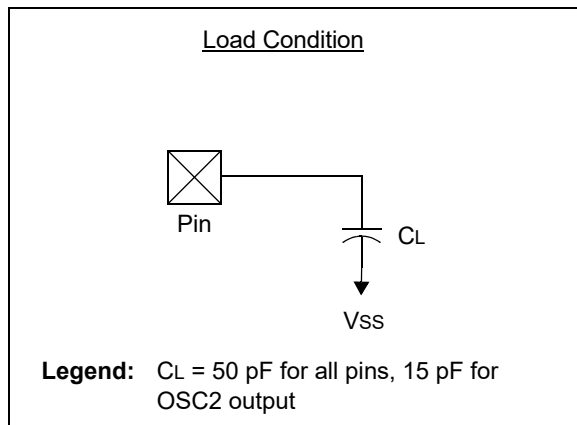 Load Condition
Pin
CL
VSS
Legend: CL = 50 pF for all pins, 15 pF for
OSC2 output